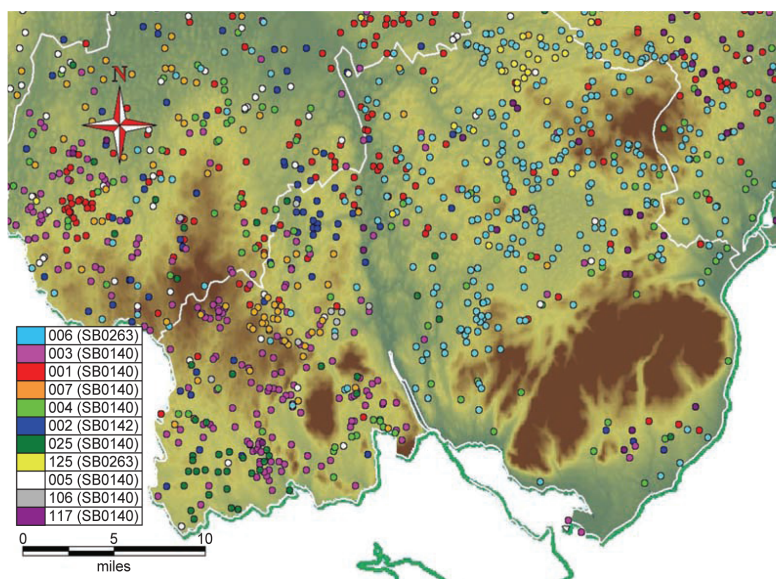 N
006 (SB0263)
003 (SB0140)
001 (SB0140)
007 (SB0140)
004 (SB0140)
002 (SB0142)
025 (SB0140)
125 (SB0263)
005 (SB0140)
106 (SB0140)
117 (SB0140)
0 5 10
miles